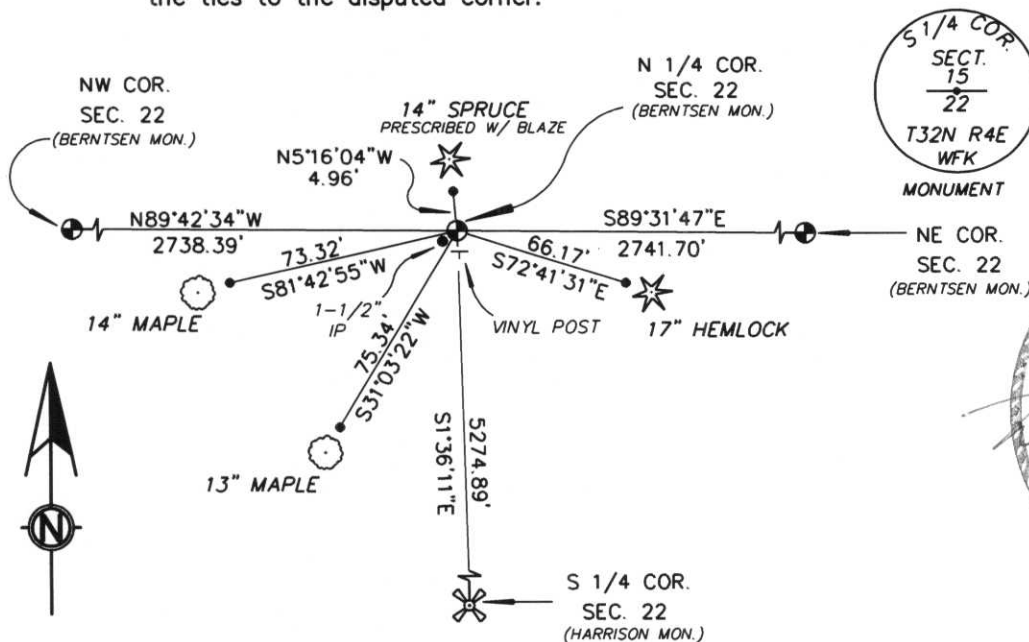 the ties to the disputed corner.
NW COR.
SEC. 22
(BERNTSEN MON.)
14" SPRUCE
PRESCRIBED W/ BLAZE
N5°16'04"W
4.96'
N 1/4 COR.
SEC. 22
(BERNTSEN MON.)
S 1/4 COR.
SECT.
15
22
T32N R4E
WFK
MONUMENT
N89°42'34"W
2738.39'
S89°31'47"E
2741.70'
NE COR.
SEC. 22
(BERNTSEN MON.)
73.32'
S81°42'55"W
66.17'
S72°41'31"E
14" MAPLE
1-1/2"
IP
VINYL POST
17" HEMLOCK
75.34'
S31°03'22"W
13" MAPLE
5274.89'
S1°36'11"E
N
S 1/4 COR.
SEC. 22
(HARRISON MON.)